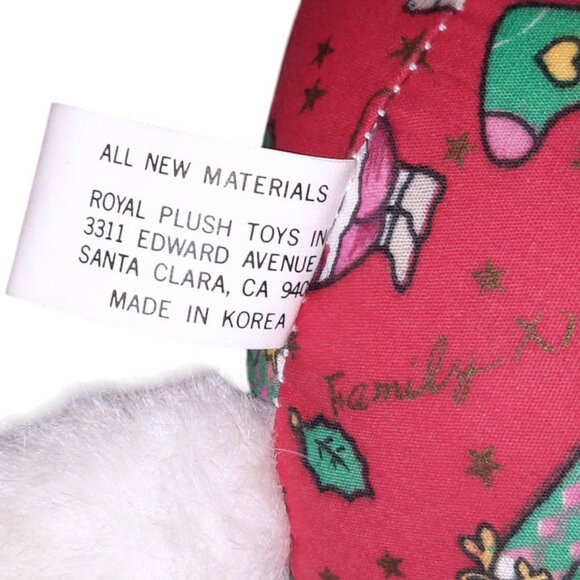 ALL NEW MATERIALS
ROYAL PLUSH TOYS IN
3311 EDWARD AVENUE
SANTA CLARA, CA 940
MADE IN KOREA
Family